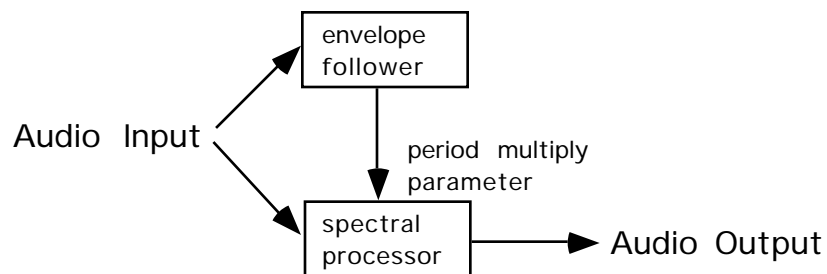 envelope
follower
Audio Input
period multiply
parameter
spectral
processor
Audio Output